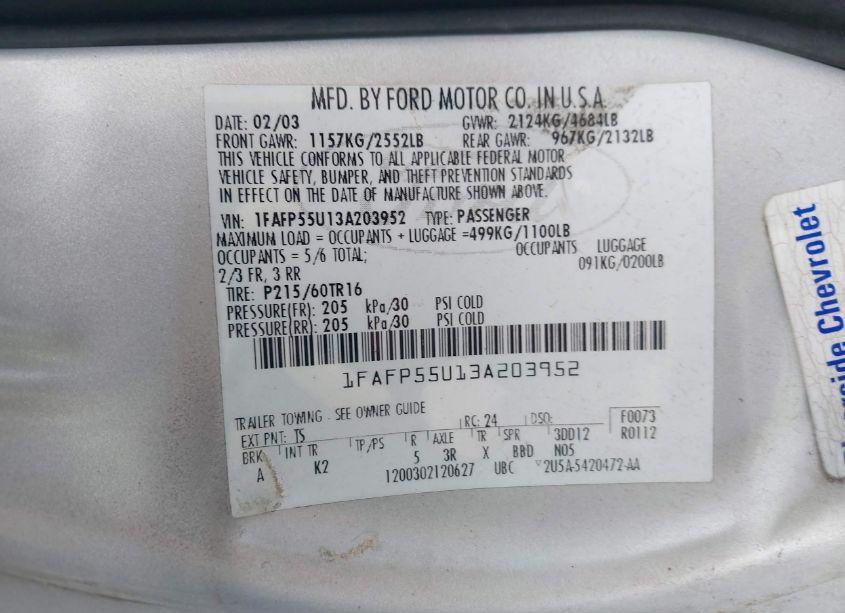 MFD. BY FORD MOTOR CO. IN U.S.A.
DATE: 02/03 GVWR: 2124KG/4684LB
FRONT GAWR: 1157KG/2552LB REAR GAWR: 967KG/2132LB
THIS VEHICLE CONFORMS TO ALL APPLICABLE FEDERAL MOTOR
VEHICLE SAFETY, BUMPER, AND THEFT PREVENTION STANDARDS
IN EFFECT ON THE DATE OF MANUFACTURE SHOWN ABOVE.
VIN: 1FAFP55U13A203952 TYPE: PASSENGER
MAXIMUM LOAD = OCCUPANTS + LUGGAGE =499KG/1100LB
OCCUPANTS = 5/6 TOTAL; OCCUPANTS LUGGAGE
2/3 FR, 3 RR 091KG/0200LB
TIRE: P215/60TR16
PRESSURE(FR): 205 kPa/30 PSI COLD
PRESSURE(RR): 205 kPa/30 PSI COLD
1FAFP55U13A203952
TRAILER TOWING - SEE OWNER GUIDE
EXT PNT: TS RC: 24 DSO: F0073
BRK INT TR TP/PS R AXLE TR SPR 3DD12 R0112
A K2 5 3R X BBD N05
1200302120627 UBC 2U5A-5420472-AA
Chevrolet